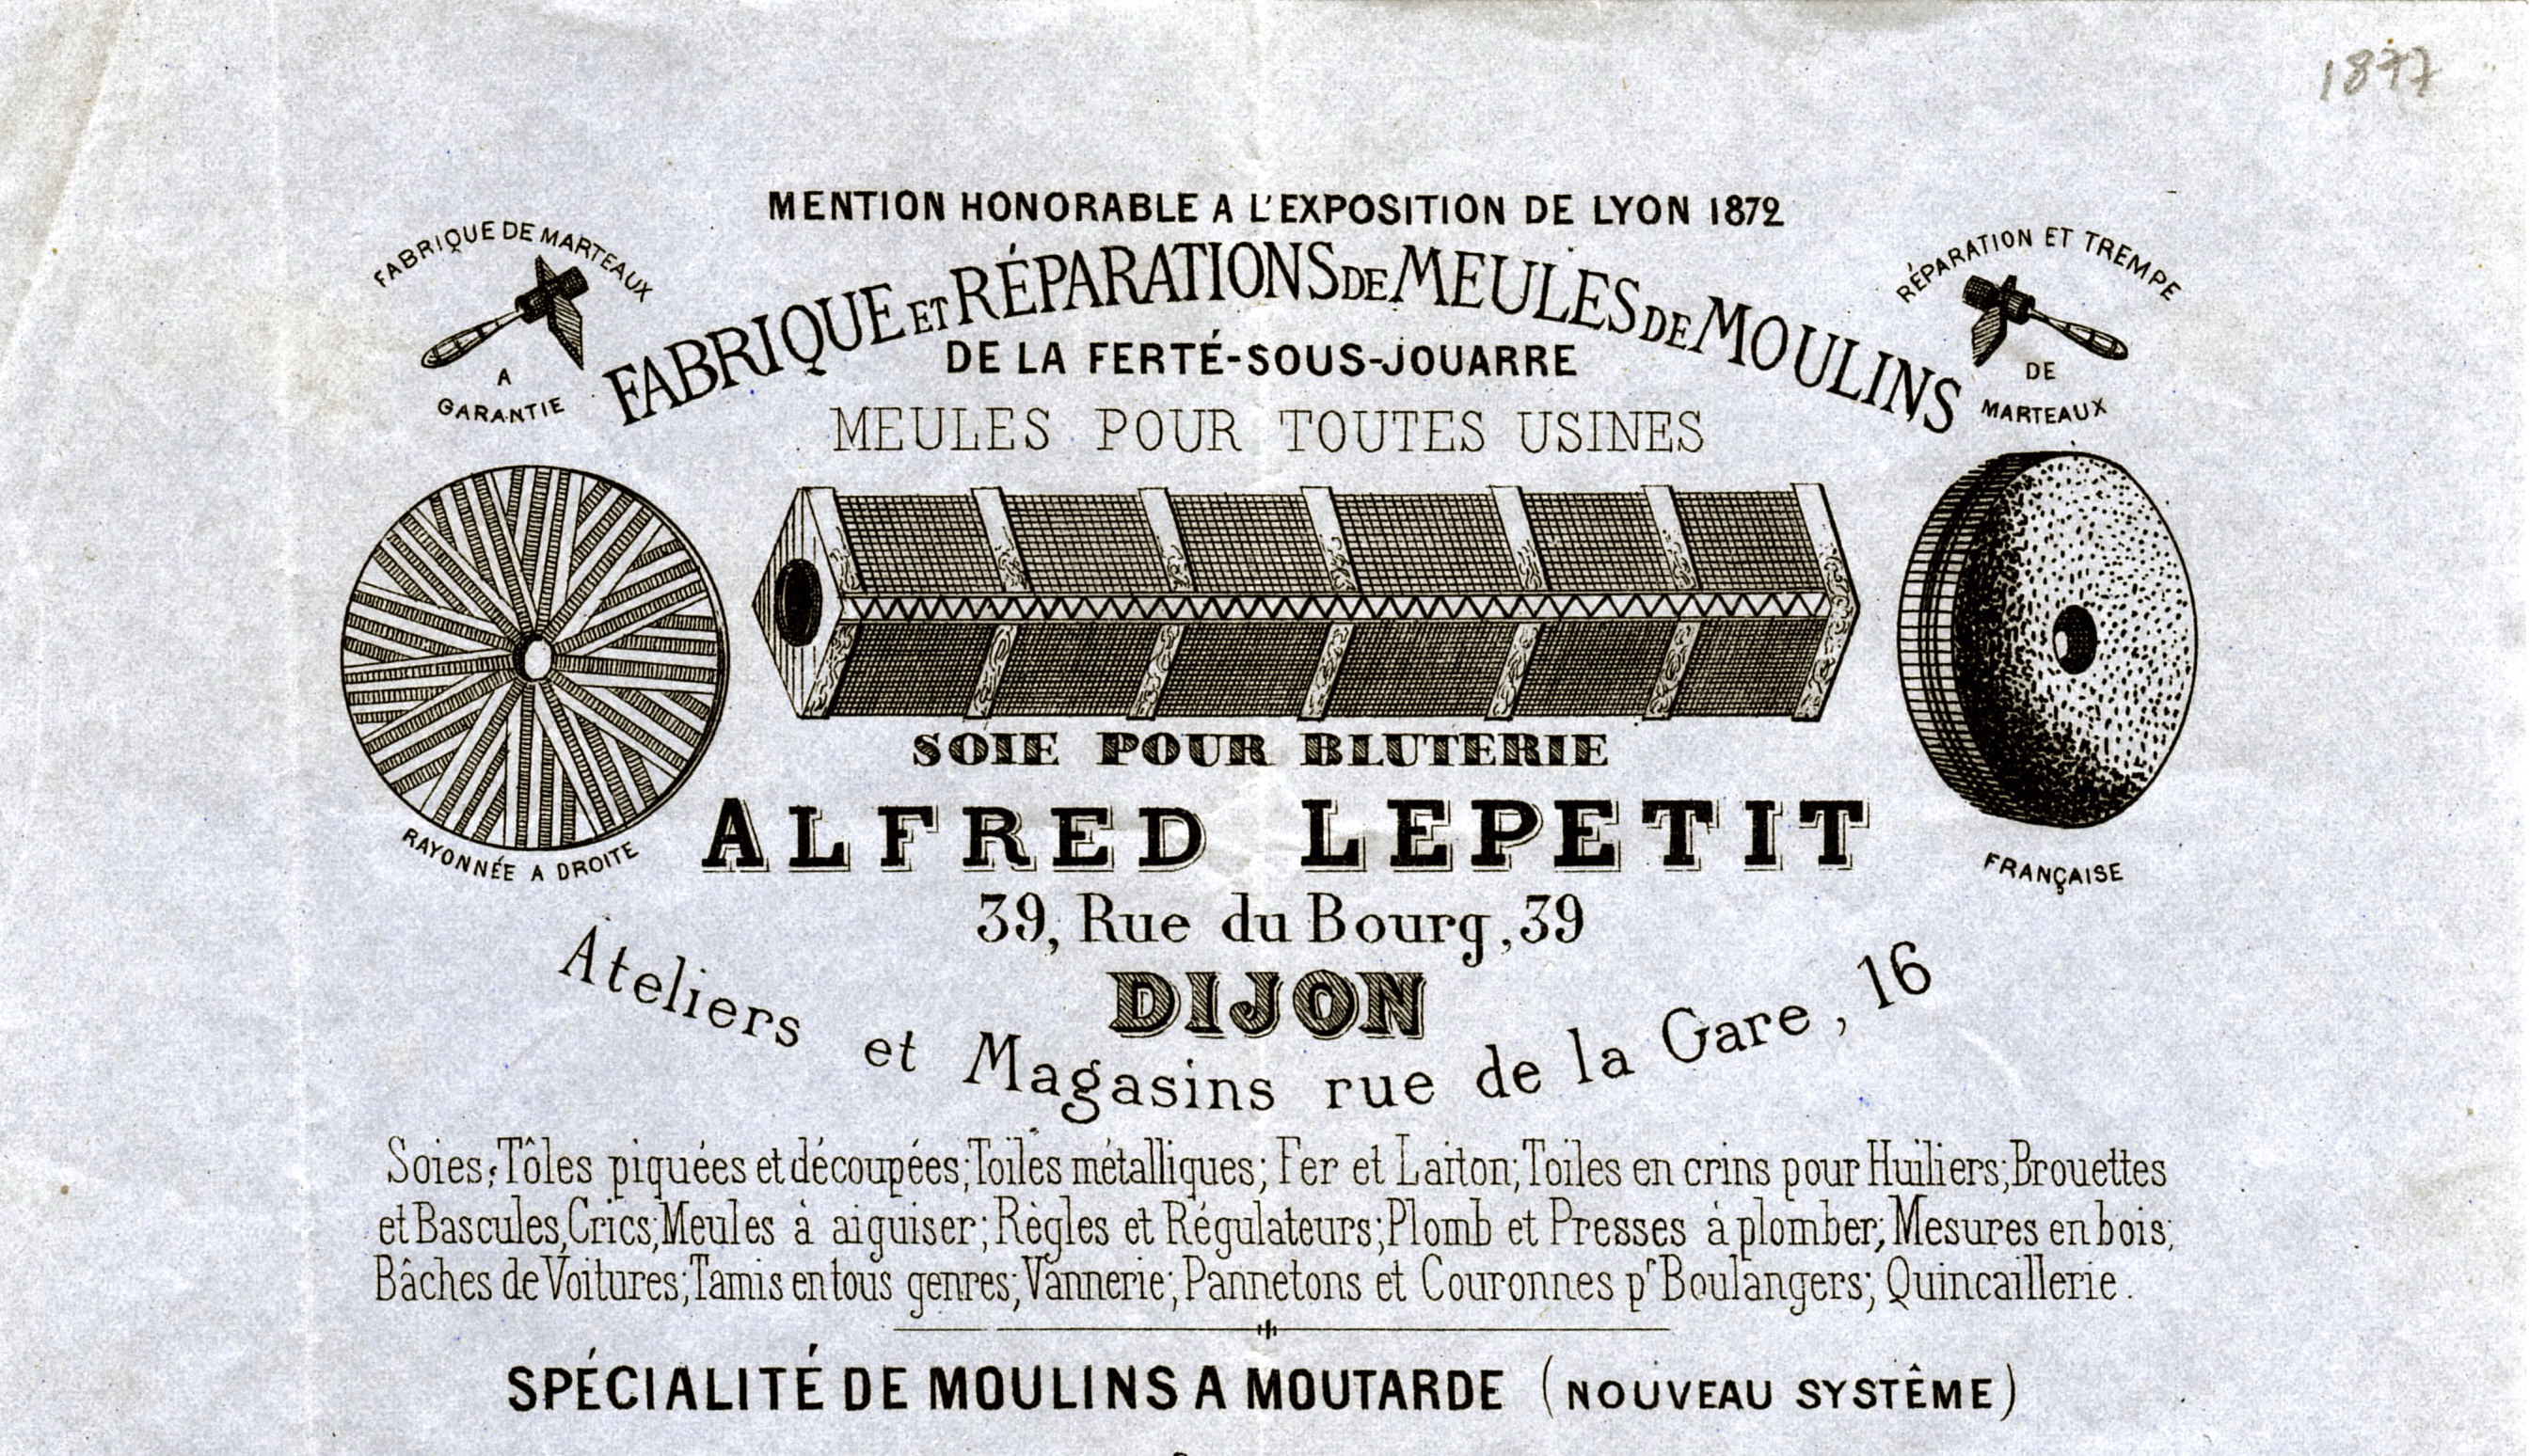 1877
MENTION HONORABLE A L'EXPOSITION DE LYON 1872
FABRIQUE DE MARTEAUX
A
GARANTIE
FABRIQUE ET RÉPARATIONS DE MEULES DE MOULINS
RÉPARATION ET TREMPE
DE
MARTEAUX
DE LA FERTÉ-SOUS-JOUARRE
MEULES POUR TOUTES USINES
RAYONNÉE A DROITE
SOIE POUR BLUTERIE
FRANÇAISE
ALFRED LEPETIT
39, Rue du Bourg, 39
DIJON
Ateliers et Magasins rue de la Gare, 16
Soies; Tôles piquées et découpées; Toiles métalliques; Fer et Laiton; Toiles en crins pour Huiliers; Brouettes
et Bascules, Crics; Meules à aiguiser; Règles et Régulateurs; Plomb et Presses à plomber; Mesures en bois;
Bâches de Voitures; Tamis en tous genres; Vannerie; Pannetons et Couronnes pr Boulangers; Quincaillerie.
SPÉCIALITÉ DE MOULINS A MOUTARDE (NOUVEAU SYSTÊME)